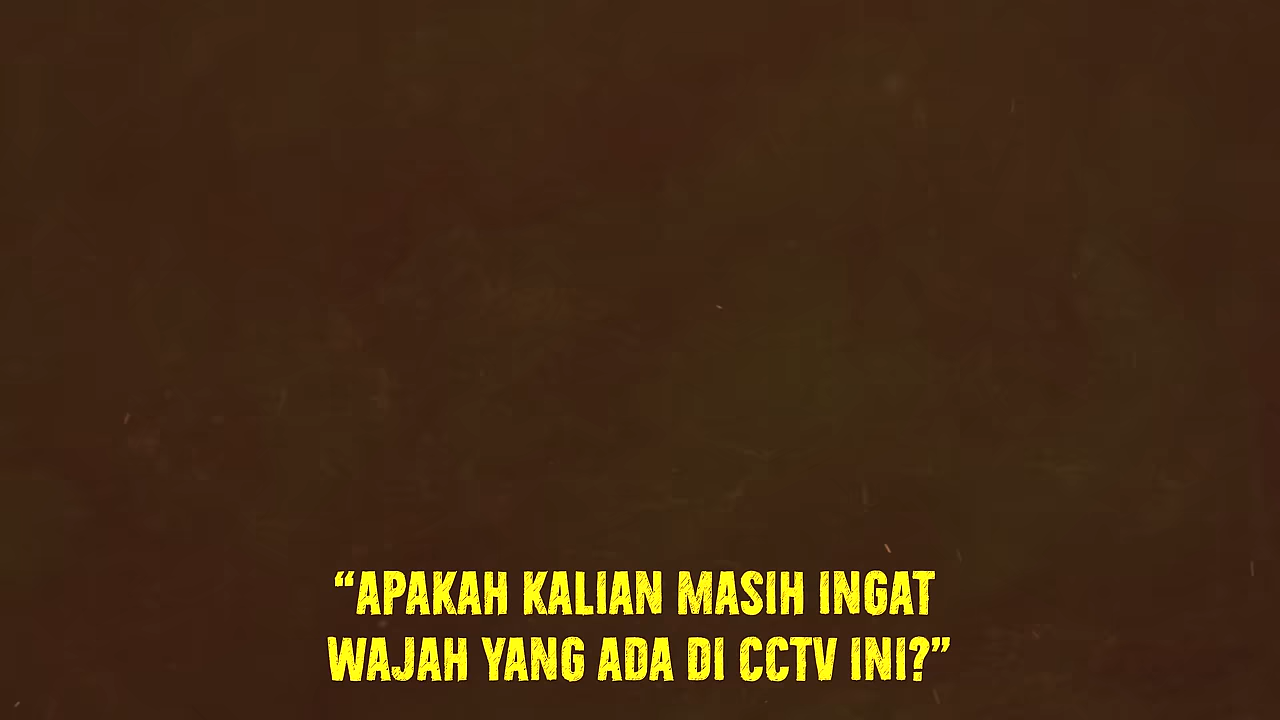 “APAKAH KALIAN MASIH INGAT
WAJAH YANG ADA DI CCTV INI?”